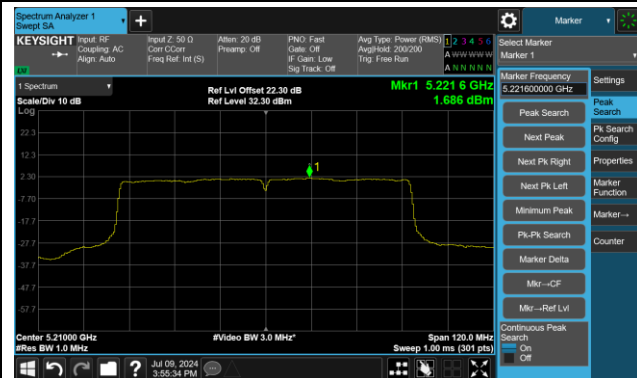 Spectrum Analyzer 1
Swept SA
Marker
KEYSIGHT
Input: RF
Coupling: AC
Align: Auto
Input Z: 50 Ω
Corr CCorr
Freq Ref: Int (S)
Atten: 20 dB
Preamp: Off
PNO: Fast
Gate: Off
IF Gain: Low
Sig Track: Off
Avg Type: Power (RMS)
Avg|Hold: 200/200
Trig: Free Run
1 2 3 4 5 6
A W W W W W
A N N N N N
LXI
Select Marker
Marker 1
1 Spectrum
Scale/Div 10 dB
Log
Ref Lvl Offset 22.30 dB
Ref Level 32.30 dBm
Mkr1 5.221 6 GHz
1.686 dBm
22.3
12.3
2.30
-7.70
-17.7
-27.7
-37.7
-47.7
-57.7
1
Center 5.21000 GHz
#Res BW 1.0 MHz
#Video BW 3.0 MHz*
Span 120.0 MHz
Sweep 1.00 ms (301 pts)
Marker Frequency
5.221600000 GHz
Peak Search
Next Peak
Next Pk Right
Next Pk Left
Minimum Peak
Pk-Pk Search
Marker Delta
Mkr→CF
Mkr→Ref Lvl
Continuous Peak
Search
On
Off
Settings
Peak
Search
Pk Search
Config
Properties
Marker
Function
Marker→
Counter
?
Jul 09, 2024
3:55:34 PM